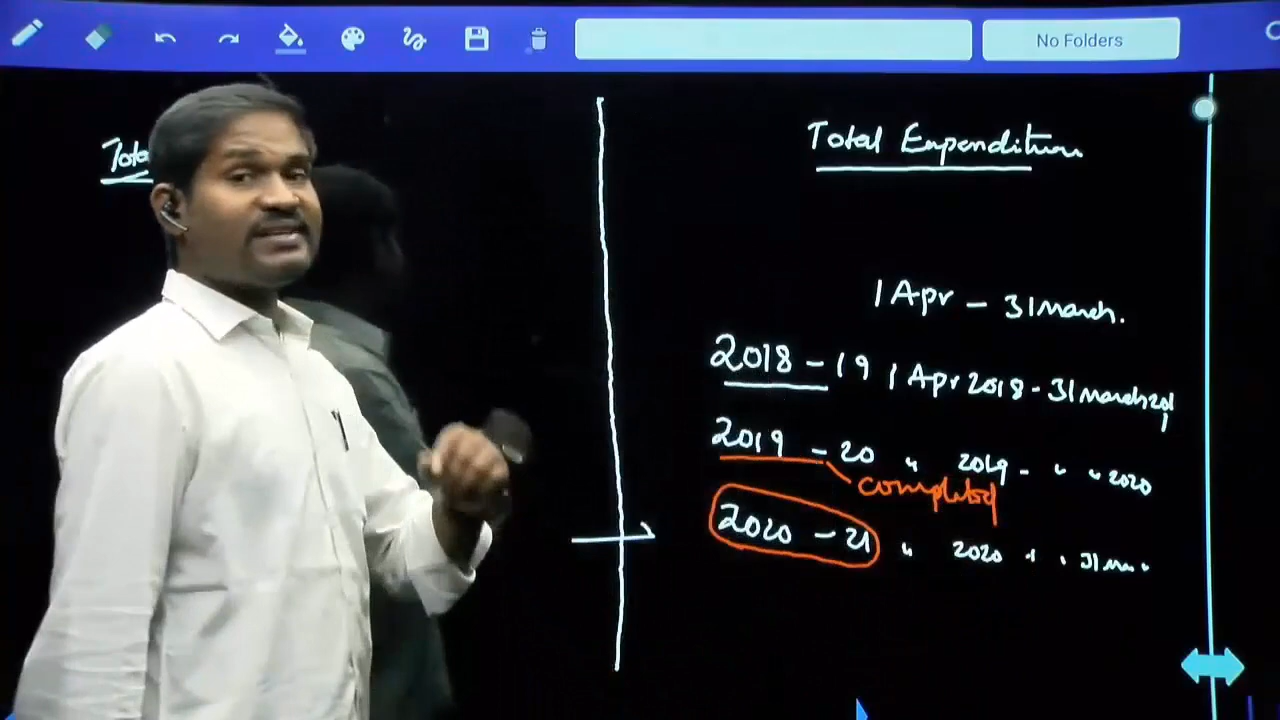 No Folders
Total Expenditure
1 Apr - 31 March.
2018 - 19 1 Apr 2018 - 31 March 201
2019 - 20 " 2019 - " " 2020
completed
2020 - 21 " 2020